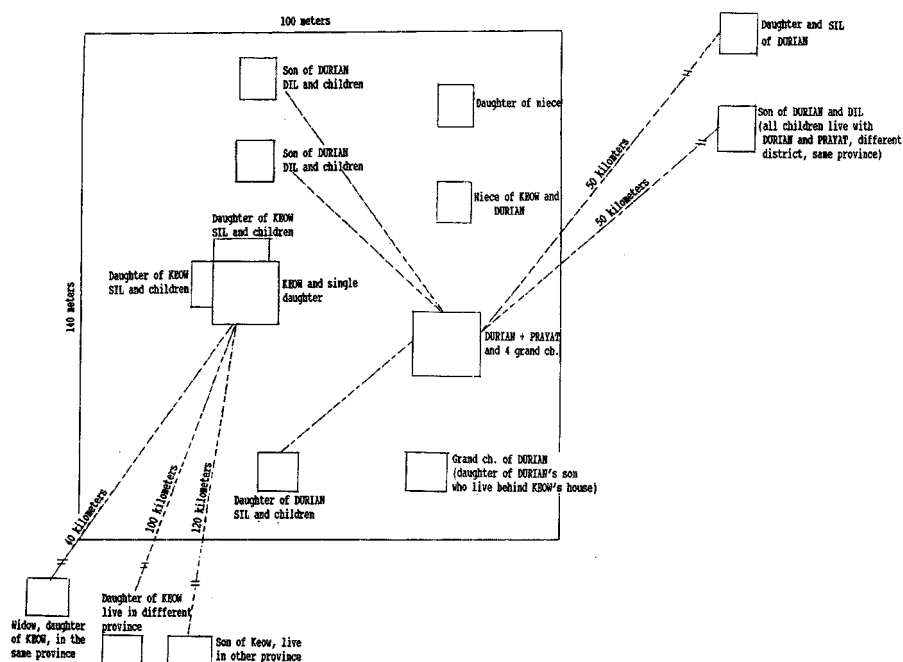 100 meters
Daughter and SIL
of DURIAN
Son of DURIAN
DIL and children
Daughter of niece
Son of DURIAN and DIL
(all children live with
DURIAN and PRAYAT, different
district, same province)
Son of DURIAN
DIL and children
50 kilometers
50 kilometers
Niece of KEOW and
DURIAN
Daughter of KEOW
SIL and children
Daughter of KEOW
SIL and children
KEOW and single
daughter
140 meters
DURIAN + PRAYAT
and 4 grand ch.
Grand ch. of DURIAN
(daughter of DURIAN's son
who live behind KEOW's house)
Daughter of DURIAN
SIL and children
40 kilometers
100 kilometers
120 kilometers
Widow, daughter
of KEOW, in the
same province
Daughter of KEOW
live in diffferent
province
Son of Keow, live
in other province